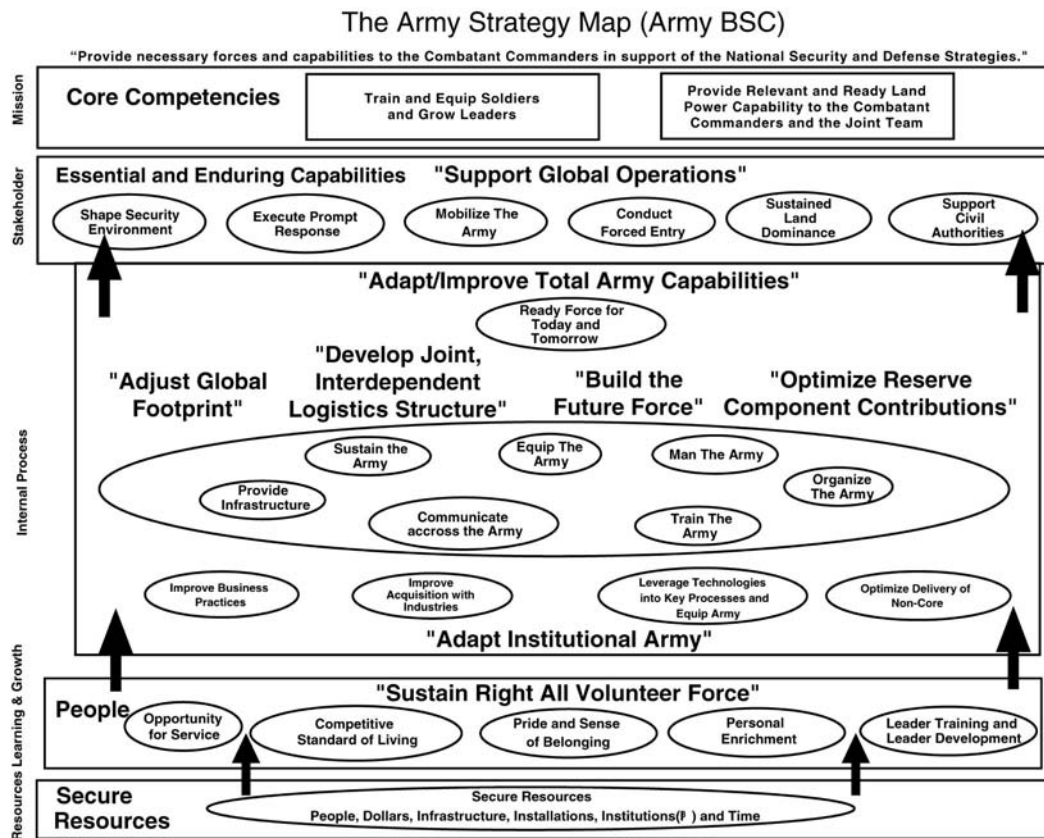 The Army Strategy Map (Army BSC)
"Provide necessary forces and capabilities to the Combatant Commanders in support of the National Security and Defense Strategies."
Mission
Core Competencies
Train and Equip Soldiers
and Grow Leaders
Provide Relevant and Ready Land
Power Capability to the Combatant
Commanders and the Joint Team
Stakeholder
Essential and Enduring Capabilities
"Support Global Operations"
Shape Security
Environment
Execute Prompt
Response
Mobilize The
Army
Conduct
Forced Entry
Sustained
Land
Dominance
Support
Civil
Authorities
Internal Process
"Adapt/Improve Total Army Capabilities"
Ready Force for
Today and
Tomorrow
"Adjust Global
Footprint"
"Develop Joint,
Interdependent
Logistics Structure"
"Build the
Future Force"
"Optimize Reserve
Component Contributions"
Sustain the
Army
Equip The
Army
Man The Army
Provide
Infrastructure
Organize
The Army
Communicate
accross the Army
Train The
Army
Improve Business
Practices
Improve
Acquisition with
Industries
Leverage Technologies
into Key Processes and
Equip Army
Optimize Delivery of
Non-Core
"Adapt Institutional Army"
Resources Learning & Growth
People
"Sustain Right All Volunteer Force"
Opportunity
for Service
Competitive
Standard of Living
Pride and Sense
of Belonging
Personal
Enrichment
Leader Training and
Leader Development
Secure
Resources
Secure Resources
People, Dollars, Infrastructure, Installations, Institutions( ) and Time